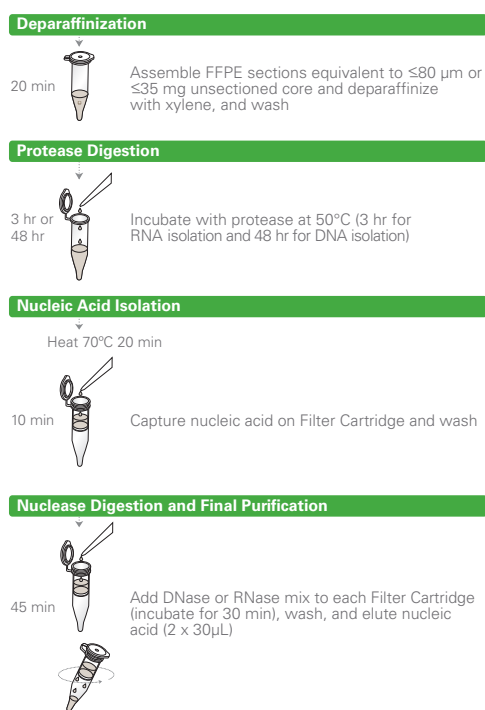 Deparaffinization
20 min
Assemble FFPE sections equivalent to ≤80 µm or
≤35 mg unsectioned core and deparaffinize
with xylene, and wash
Protease Digestion
3 hr or
48 hr
Incubate with protease at 50°C (3 hr for
RNA isolation and 48 hr for DNA isolation)
Nucleic Acid Isolation
Heat 70ºC 20 min
10 min
Capture nucleic acid on Filter Cartridge and wash
Nuclease Digestion and Final Purification
45 min
Add DNase or RNase mix to each Filter Cartridge
(incubate for 30 min), wash, and elute nucleic
acid (2 x 30µL)